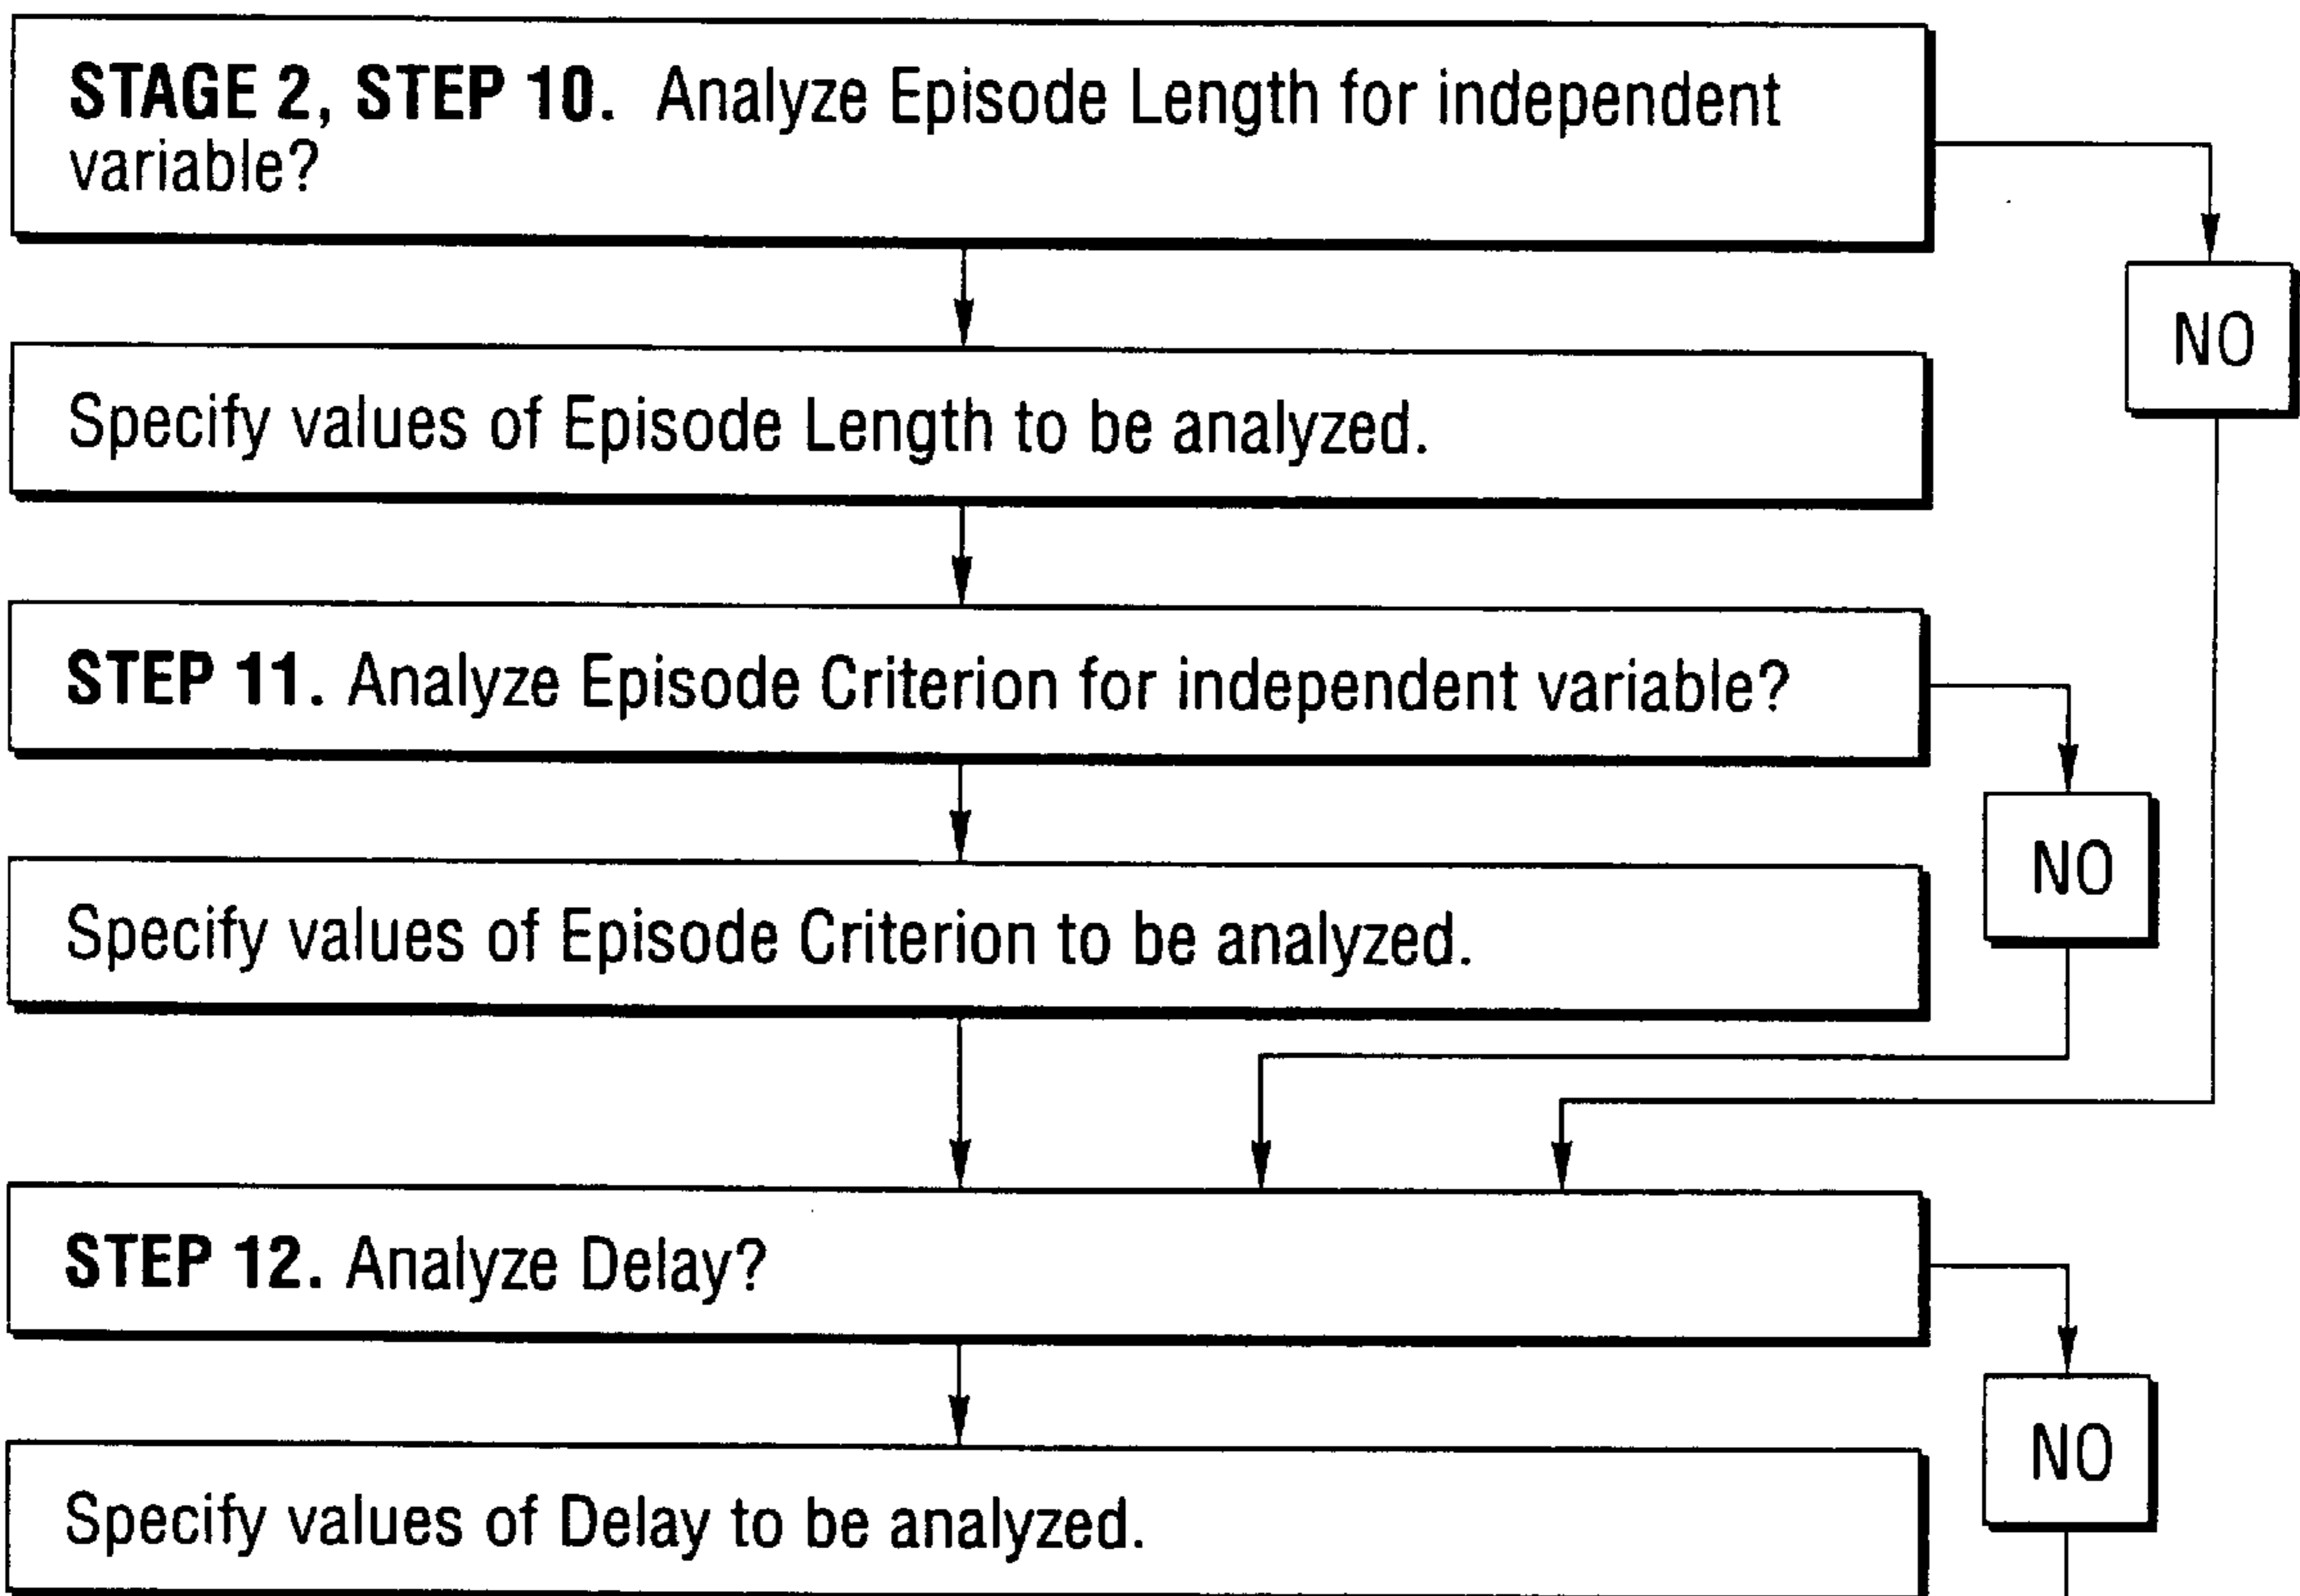 STAGE 2, STEP 10. Analyze Episode Length for independent
variable?
NO
Specify values of Episode Length to be analyzed.
STEP 11. Analyze Episode Criterion for independent variable?
NO
Specify values of Episode Criterion to be analyzed.
STEP 12. Analyze Delay?
NO
Specify values of Delay to be analyzed.